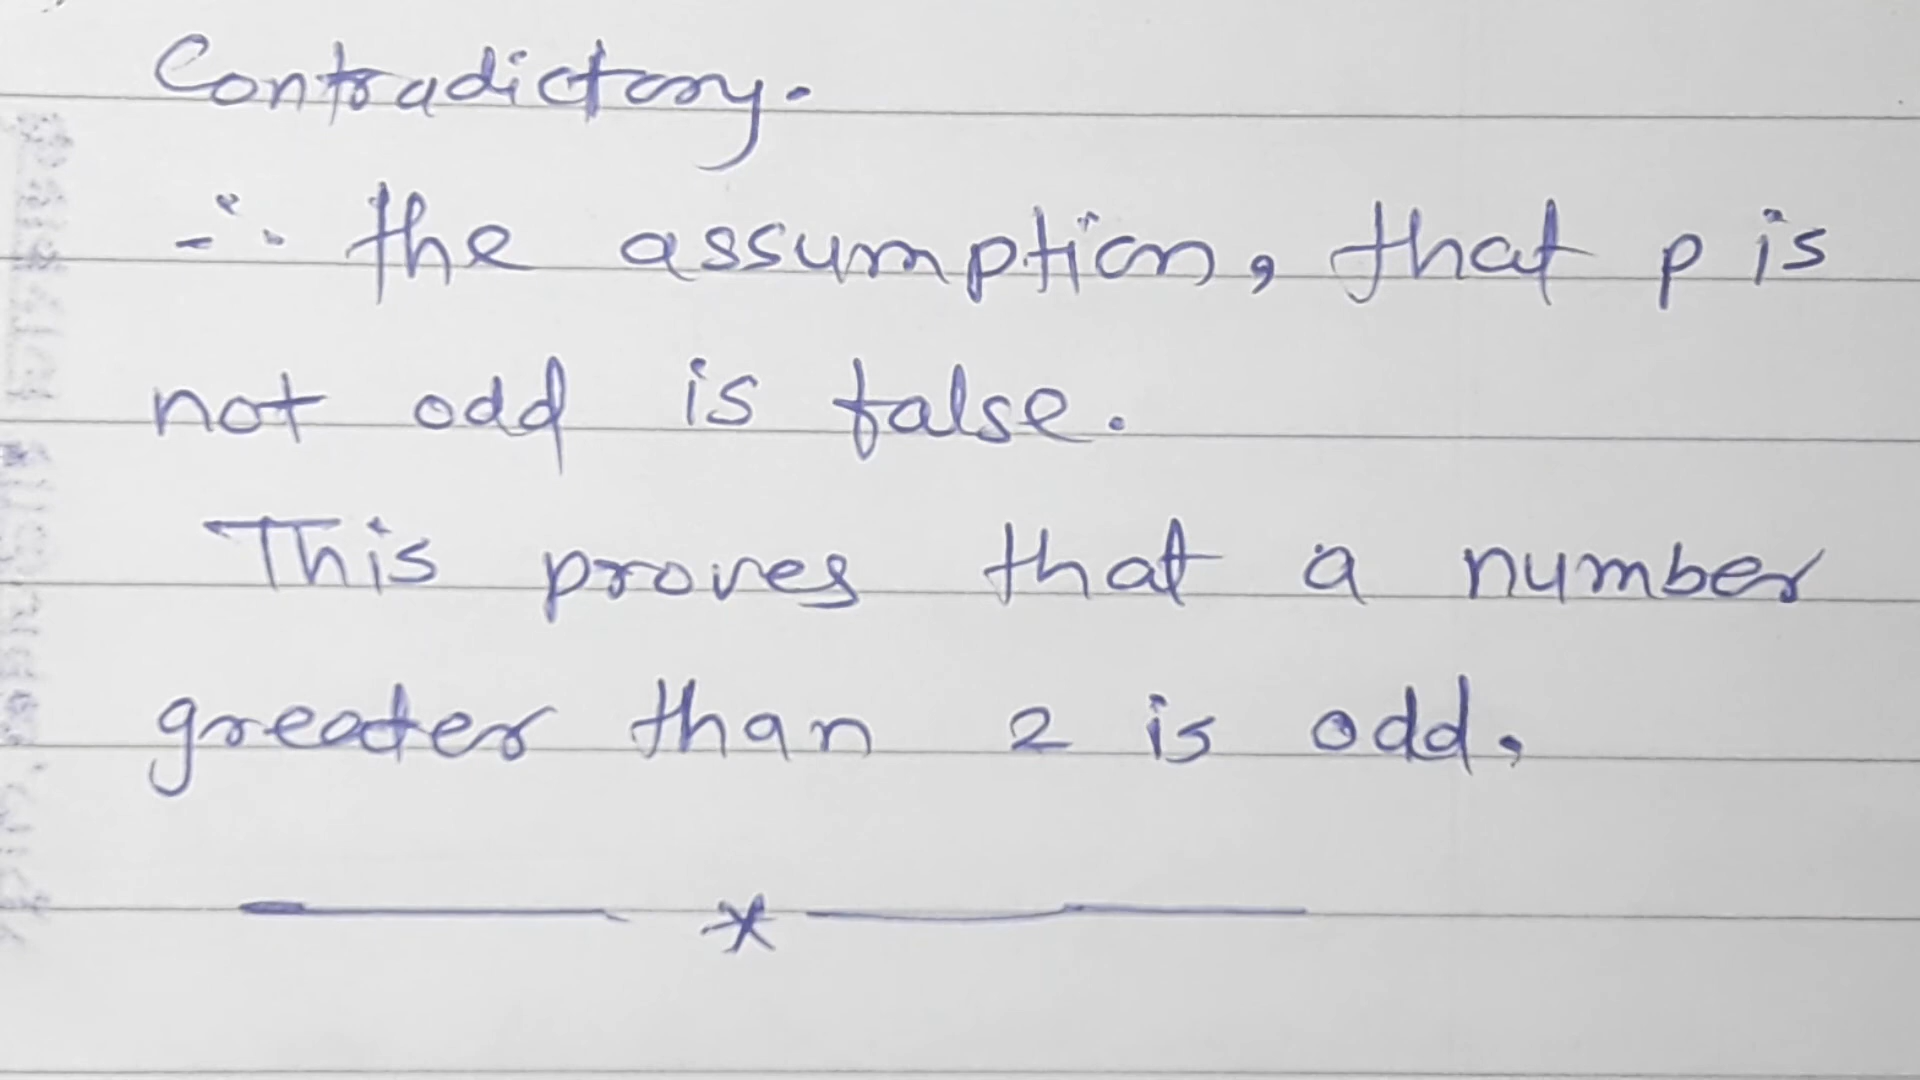 Contradictory.
∴ the assumption, that p is
not odd is false.
This proves that a number
greater than 2 is odd.